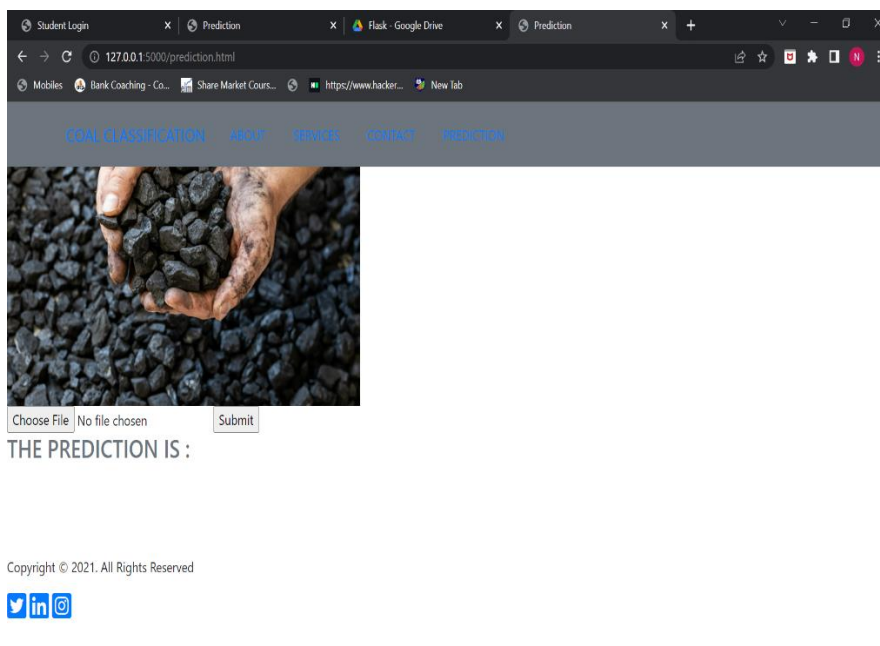 Student Login
Prediction
Flask - Google Drive
Prediction
127.0.0.1:5000/prediction.html
N
Mobiles Bank Coaching - Co... Share Market Cours... https://www.hacker... New Tab
COAL CLASSIFICATION ABOUT SERVICES CONTACT PREDICTION
Choose File No file chosen Submit
THE PREDICTION IS :
Copyright © 2021. All Rights Reserved